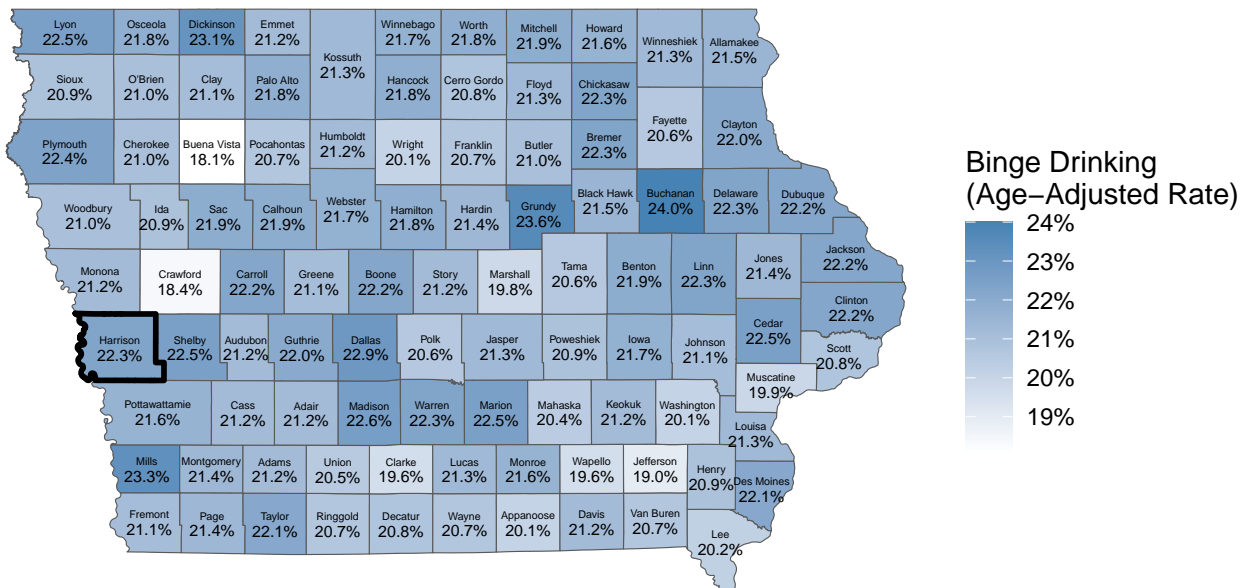 Lyon
22.5%
Osceola
21.8%
Dickinson
23.1%
Emmet
21.2%
Kossuth
21.3%
Winnebago
21.7%
Worth
21.8%
Mitchell
21.9%
Howard
21.6%
Winneshiek
21.3%
Allamakee
21.5%
Sioux
20.9%
O'Brien
21.0%
Clay
21.1%
Palo Alto
21.8%
Hancock
21.8%
Cerro Gordo
20.8%
Floyd
21.3%
Chickasaw
22.3%
Fayette
20.6%
Clayton
22.0%
Plymouth
22.4%
Cherokee
21.0%
Buena Vista
18.1%
Pocahontas
20.7%
Humboldt
21.2%
Wright
20.1%
Franklin
20.7%
Butler
21.0%
Bremer
22.3%
Woodbury
21.0%
Ida
20.9%
Sac
21.9%
Calhoun
21.9%
Webster
21.7%
Hamilton
21.8%
Hardin
21.4%
Grundy
23.6%
Black Hawk
21.5%
Buchanan
24.0%
Delaware
22.3%
Dubuque
22.2%
Monona
21.2%
Crawford
18.4%
Carroll
22.2%
Greene
21.1%
Boone
22.2%
Story
21.2%
Marshall
19.8%
Tama
20.6%
Benton
21.9%
Linn
22.3%
Jones
21.4%
Jackson
22.2%
Clinton
22.2%
Harrison
22.3%
Shelby
22.5%
Audubon
21.2%
Guthrie
22.0%
Dallas
22.9%
Polk
20.6%
Jasper
21.3%
Poweshiek
20.9%
Iowa
21.7%
Johnson
21.1%
Cedar
22.5%
Scott
20.8%
Muscatine
19.9%
Pottawattamie
21.6%
Cass
21.2%
Adair
21.2%
Madison
22.6%
Warren
22.3%
Marion
22.5%
Mahaska
20.4%
Keokuk
21.2%
Washington
20.1%
Louisa
21.3%
Mills
23.3%
Montgomery
21.4%
Adams
21.2%
Union
20.5%
Clarke
19.6%
Lucas
21.3%
Monroe
21.6%
Wapello
19.6%
Jefferson
19.0%
Henry
20.9%
Des Moines
22.1%
Fremont
21.1%
Page
21.4%
Taylor
22.1%
Ringgold
20.7%
Decatur
20.8%
Wayne
20.7%
Appanoose
20.1%
Davis
21.2%
Van Buren
20.7%
Lee
20.2%
Binge Drinking
(Age−Adjusted Rate)
24%
23%
22%
21%
20%
19%